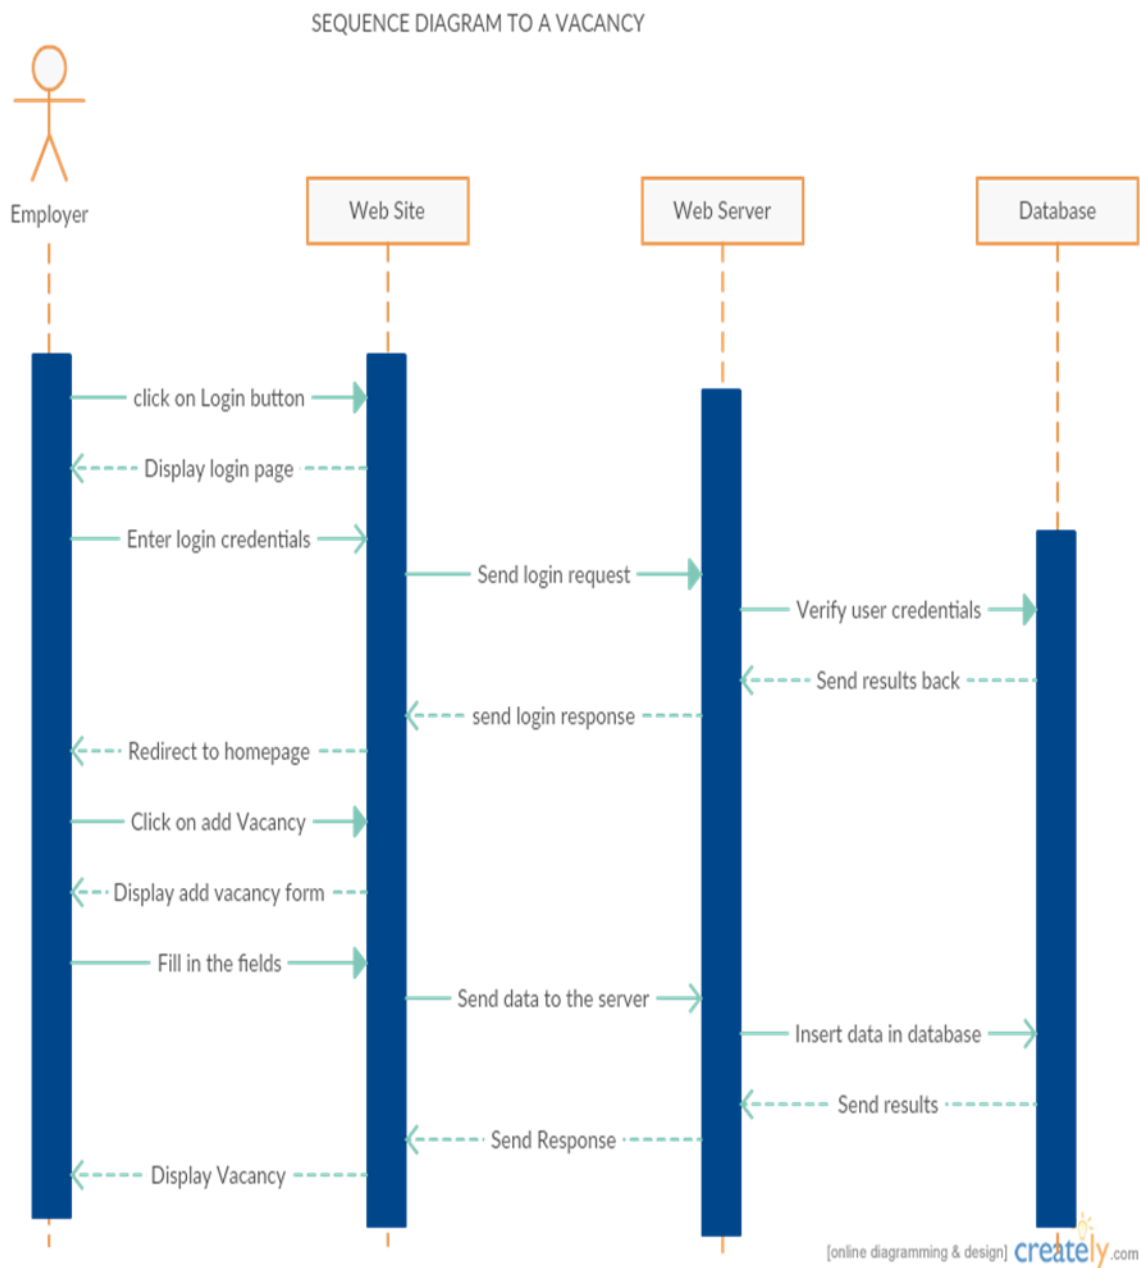 SEQUENCE DIAGRAM TO A VACANCY
Employer
Web Site
Web Server
Database
click on Login button
Display login page
Enter login credentials
Send login request
Verify user credentials
Send results back
send login response
Redirect to homepage
Click on add Vacancy
Display add vacancy form
Fill in the fields
Send data to the server
Insert data in database
Send results
Send Response
Display Vacancy
[online diagramming & design] creately.com